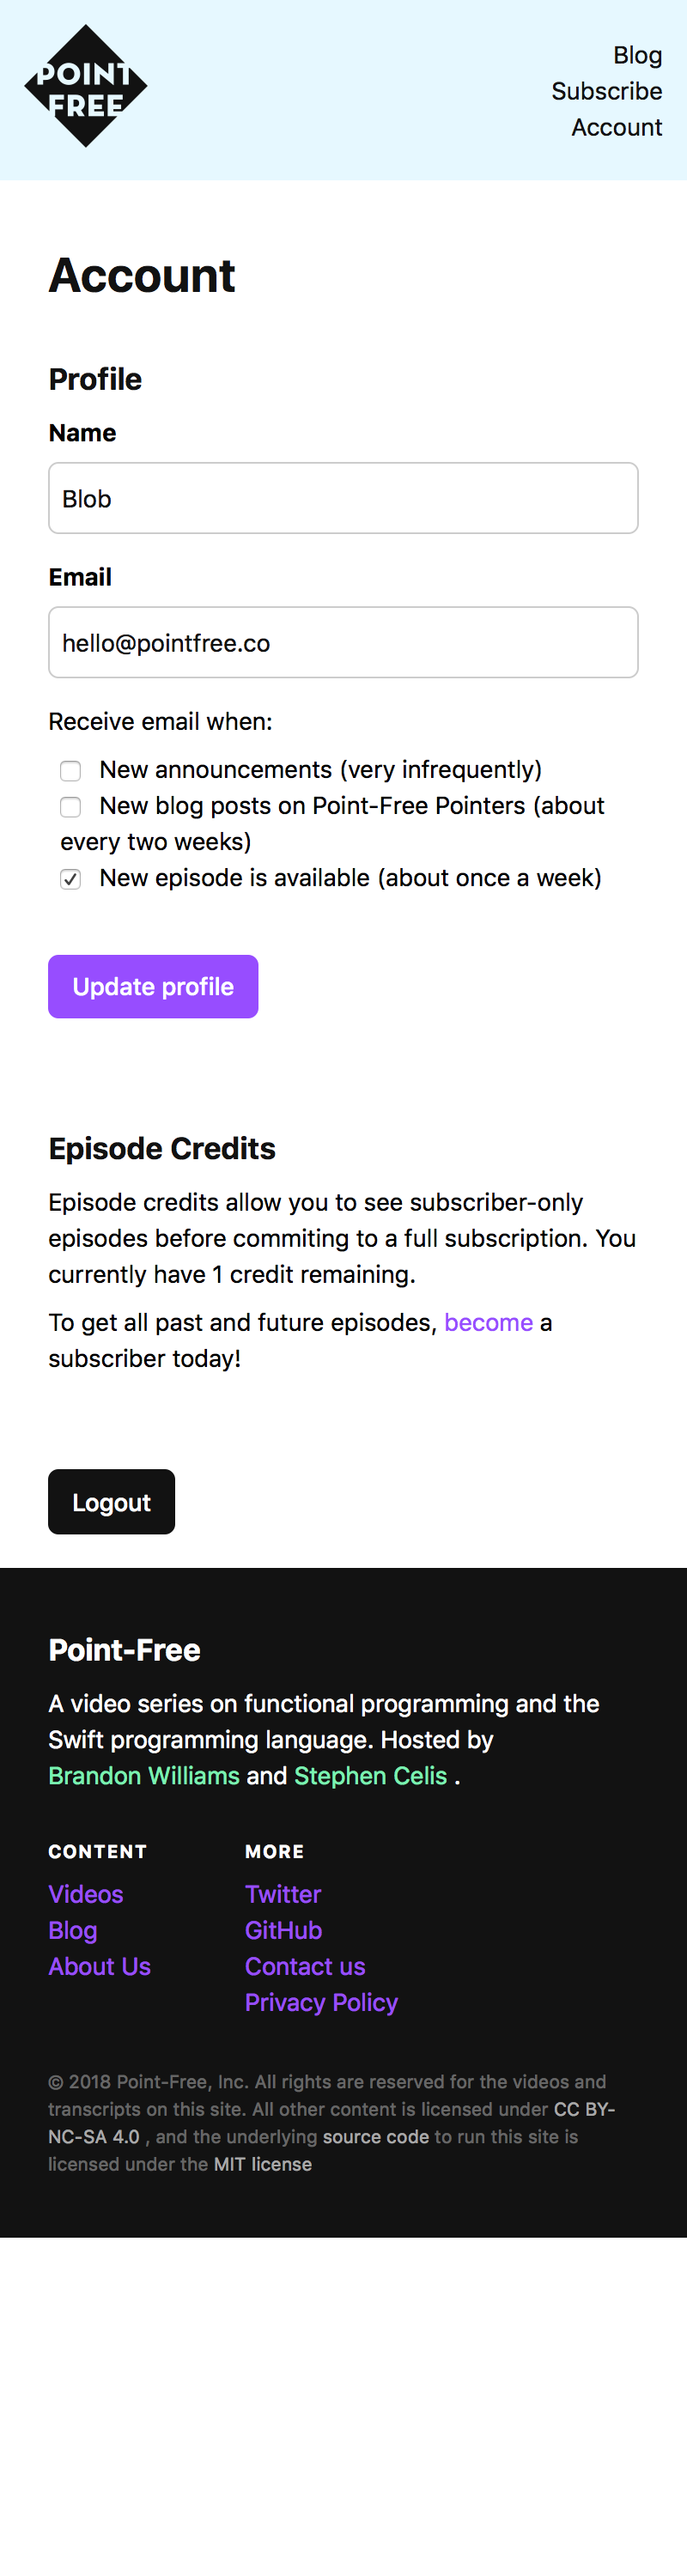 POINT
FREE
Blog
Subscribe
Account
Account
Profile
Name
Blob
Email
hello@pointfree.co
Receive email when:
New announcements (very infrequently)
New blog posts on Point-Free Pointers (about
every two weeks)
New episode is available (about once a week)
Update profile
Episode Credits
Episode credits allow you to see subscriber-only
episodes before commiting to a full subscription. You
currently have 1 credit remaining.
To get all past and future episodes, become a
subscriber today!
Logout
Point-Free
A video series on functional programming and the
Swift programming language. Hosted by
Brandon Williams and Stephen Celis .
CONTENT
Videos
Blog
About Us
MORE
Twitter
GitHub
Contact us
Privacy Policy
© 2018 Point-Free, Inc. All rights are reserved for the videos and
transcripts on this site. All other content is licensed under CC BY-
NC-SA 4.0 , and the underlying source code to run this site is
licensed under the MIT license